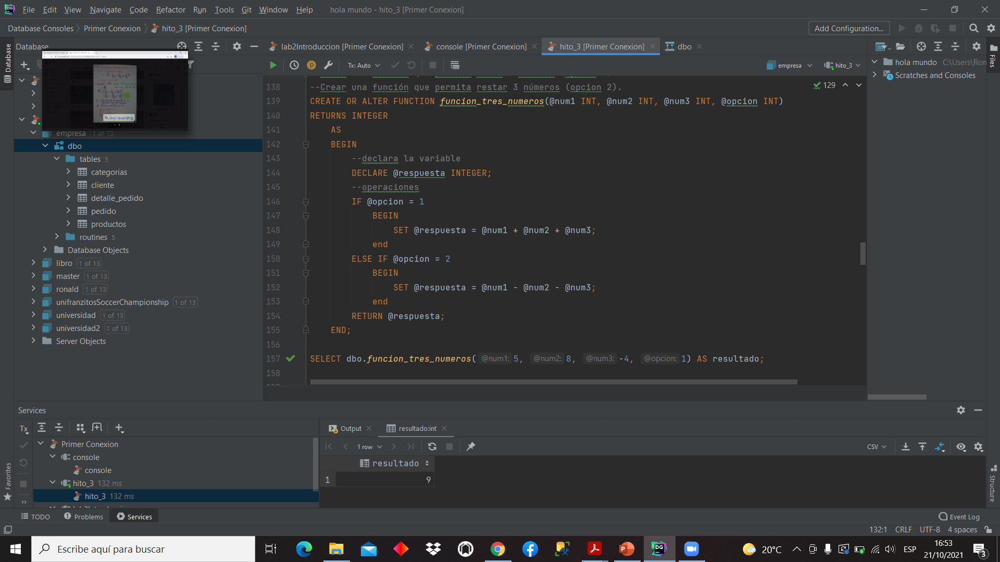 File Edit View Navigate Code Refactor Run Tools Git Window Help hola mundo - hito_3 [Primer Conexion]
Database Consoles Primer Conexion hito_3 [Primer Conexion] Add Configuration...
Database lab2Introduccion [Primer Conexion] console [Primer Conexion] hito_3 [Primer Conexion] dbo
Tx: Auto empresa hito_3
hola mundo C:\Users\Ron
Scratches and Consoles
Database
Files
empresa 1 of 13
dbo
tables 5
categorias
cliente
detalle_pedido
pedido
productos
routines 5
Database Objects
libro 1 of 13
master 1 of 13
ronald 1 of 13
unifranzitosSoccerChampionship 1 of 13
universidad 1 of 13
universidad2 1 of 13
Server Objects
129
138 --Crear una función que permita restar 3 números (opcion 2).
139 CREATE OR ALTER FUNCTION funcion_tres_numeros(@num1 INT, @num2 INT, @num3 INT, @opcion INT)
140 RETURNS INTEGER
141 AS
142 BEGIN
143 --declara la variable
144 DECLARE @respuesta INTEGER;
145 --operaciones
146 IF @opcion = 1
147 BEGIN
148 SET @respuesta = @num1 + @num2 + @num3;
149 end
150 ELSE IF @opcion = 2
151 BEGIN
152 SET @respuesta = @num1 - @num2 - @num3;
153 end
154 RETURN @respuesta;
155 END;
156
157 SELECT dbo.funcion_tres_numeros( @num1: 5, @num2: 8, @num3: -4, @opcion: 1) AS resultado;
158
Services
Tx
Primer Conexion
console
console
hito_3 132 ms
hito_3 132 ms
Output resultado:int
1 row CSV
resultado
1 9
Favorites
Structure
TODO Problems Services Event Log
132:1 CRLF UTF-8 4 spaces
Escribe aquí para buscar
20°C ESP 16:53
21/10/2021 3